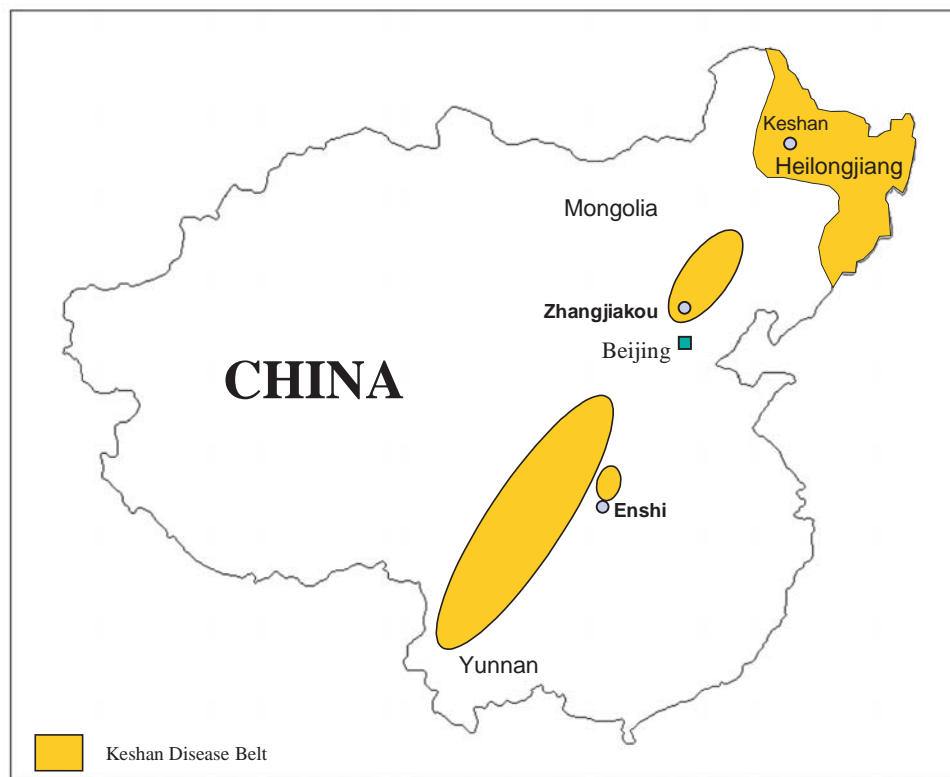 Keshan
Heilongjiang
Mongolia
Zhangjiakou
Beijing
CHINA
Enshi
Yunnan
Keshan Disease Belt